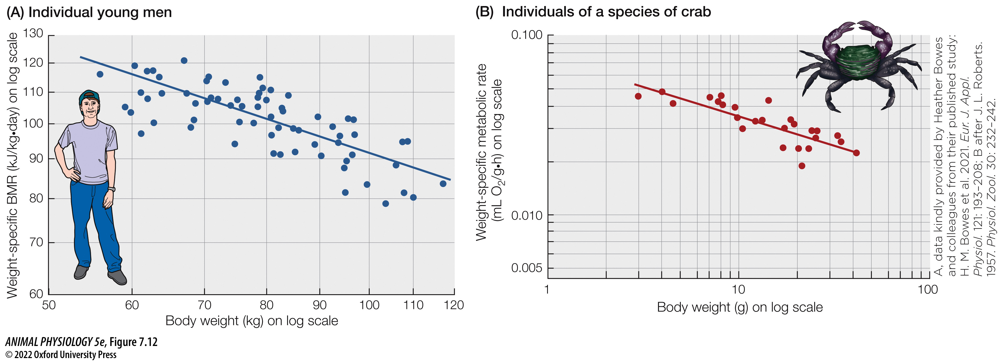 (A) Individual young men
Weight-specific BMR (kJ/kg•day) on log scale
130
120
110
100
90
80
70
60
50 60 70 80 90 100 110 120
Body weight (kg) on log scale
(B) Individuals of a species of crab
Weight-specific metabolic rate
(mL O₂/g•h) on log scale
0.100
0.010
0.005
1 10 100
Body weight (g) on log scale
A, data kindly provided by Heather Bowes
and colleagues from their published study:
H. M. Bowes et al. 2021. Eur. J. Appl.
Physiol. 121: 193–208; B after J. L. Roberts.
1957. Physiol. Zool. 30: 232–242.
ANIMAL PHYSIOLOGY 5e, Figure 7.12
© 2022 Oxford University Press